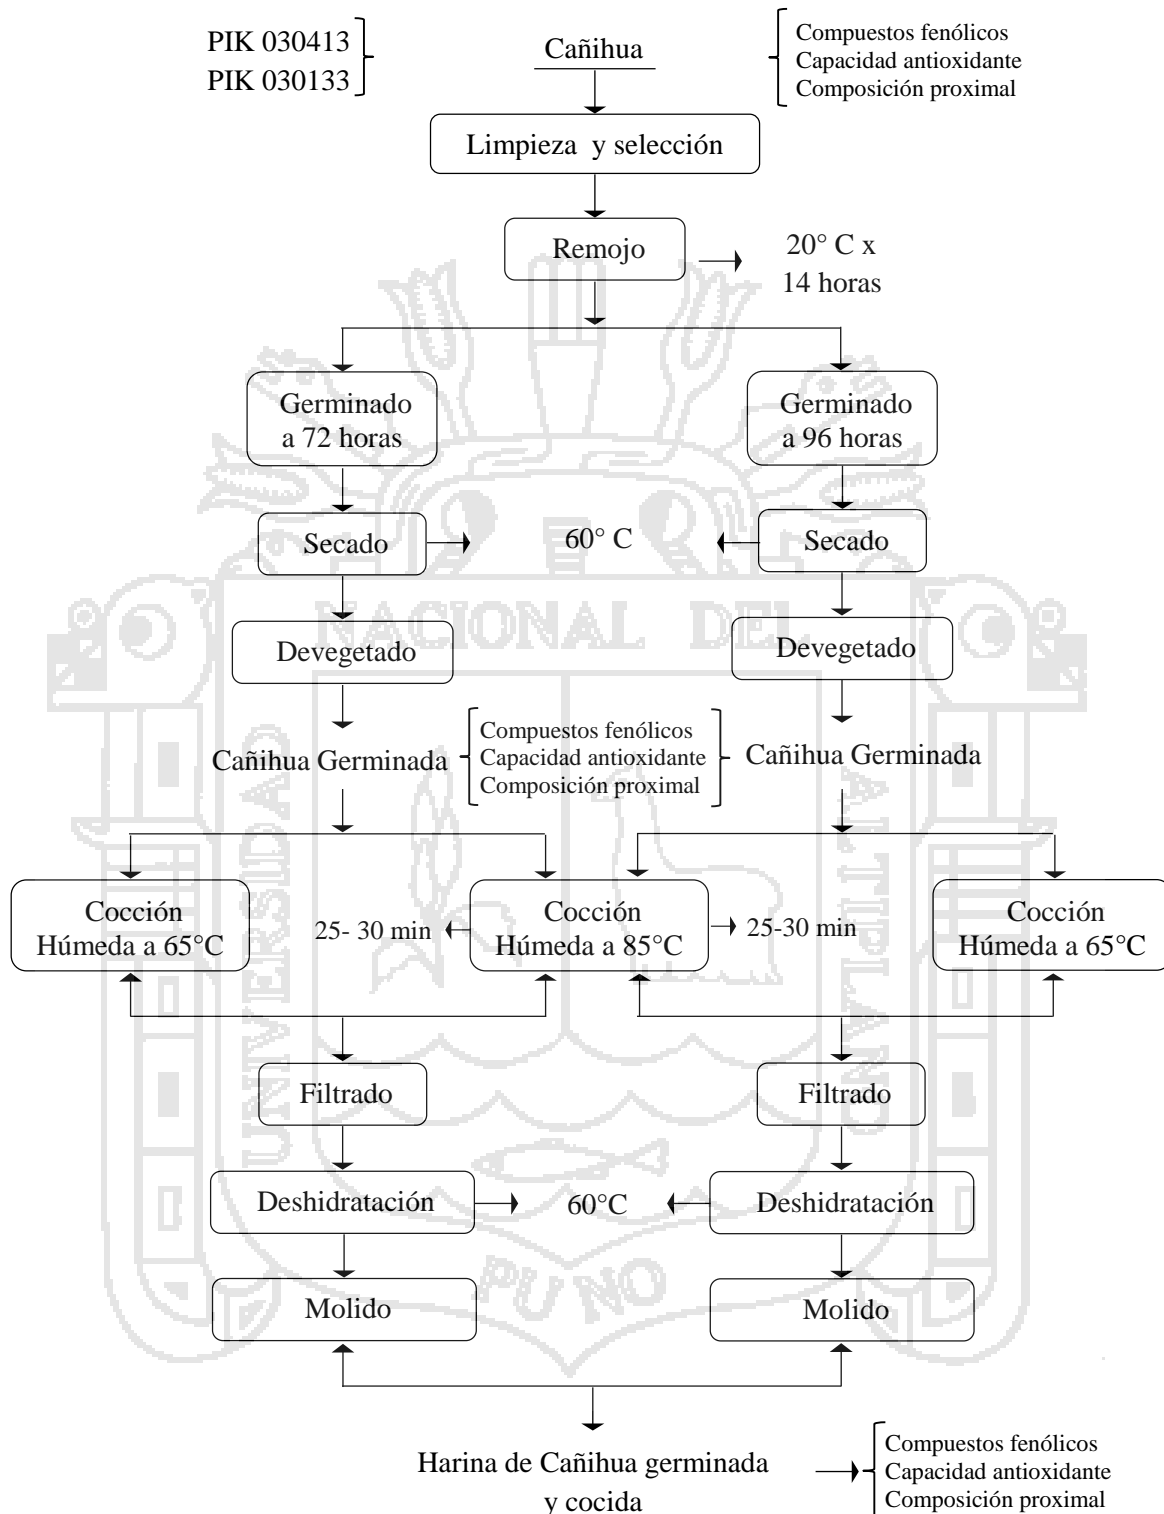 PIK 030413
PIK 030133
Cañihua
Compuestos fenólicos
Capacidad antioxidante
Composición proximal
Limpieza y selección
Remojo
20° C x
14 horas
Germinado
a 72 horas
Germinado
a 96 horas
Secado
60° C
Secado
NACIONAL DEL
Devegetado
Devegetado
Cañihua Germinada
Compuestos fenólicos
Capacidad antioxidante
Composición proximal
Cañihua Germinada
UNIVERSIDAD
ALTIPLANO
Cocción
Húmeda a 65°C
25- 30 min
Cocción
Húmeda a 85°C
25-30 min
Cocción
Húmeda a 65°C
Filtrado
Filtrado
Deshidratación
60°C
Deshidratación
PUNO
Molido
Molido
Harina de Cañihua germinada
y cocida
Compuestos fenólicos
Capacidad antioxidante
Composición proximal